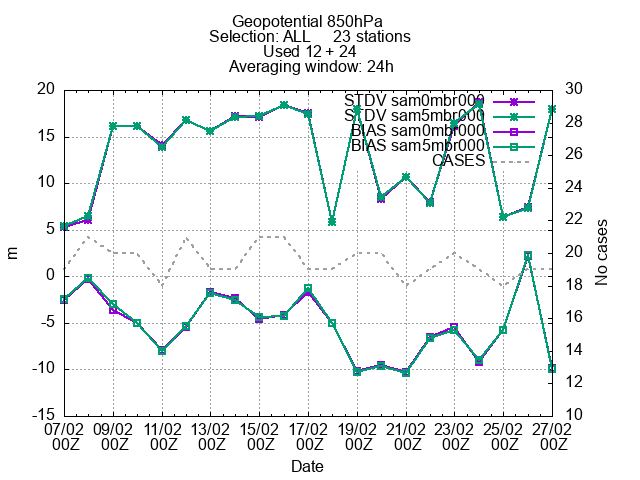 Geopotential 850hPa
Selection: ALL 23 stations
Used 12 + 24
Averaging window: 24h
STDV sam0mbr000
STDV sam5mbr000
BIAS sam0mbr000
BIAS sam5mbr000
CASES
20
15
10
5
0
-5
-10
-15
m
30
28
26
24
22
20
18
16
14
12
10
No cases
07/02 09/02 11/02 13/02 15/02 17/02 19/02 21/02 23/02 25/02 27/02
00Z 00Z 00Z 00Z 00Z 00Z 00Z 00Z 00Z 00Z 00Z
Date